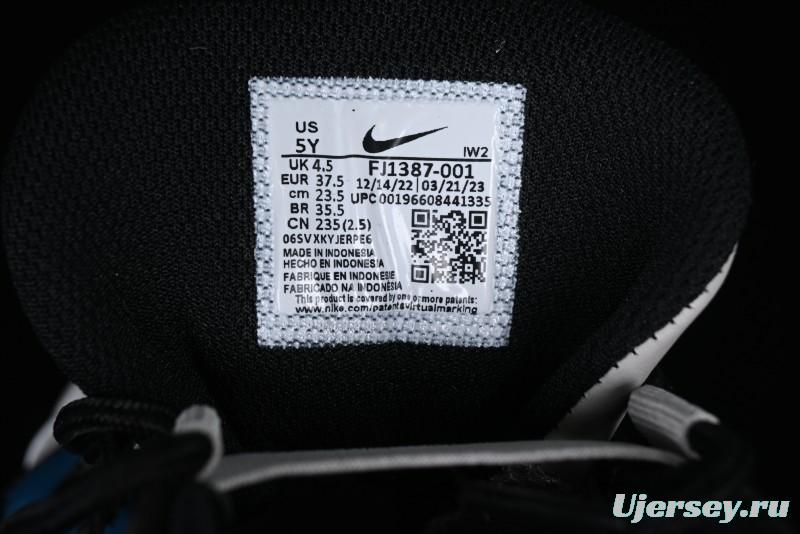 US
5Y
IW2
UK 4.5
FJ1387-001
EUR 37.5
12/14/22 | 03/21/23
cm 23.5
UPC 00196608441335
BR 35.5
CN 235 (2.5)
06SVXKYJERPE6
MADE IN INDONESIA
HECHO EN INDONESIA
FABRIQUE EN INDONESIE
FABRICADO NA INDONÉSIA
This product is covered by one or more patents:
www.nike.com/patentsvirtualmarking
Ujersey.ru